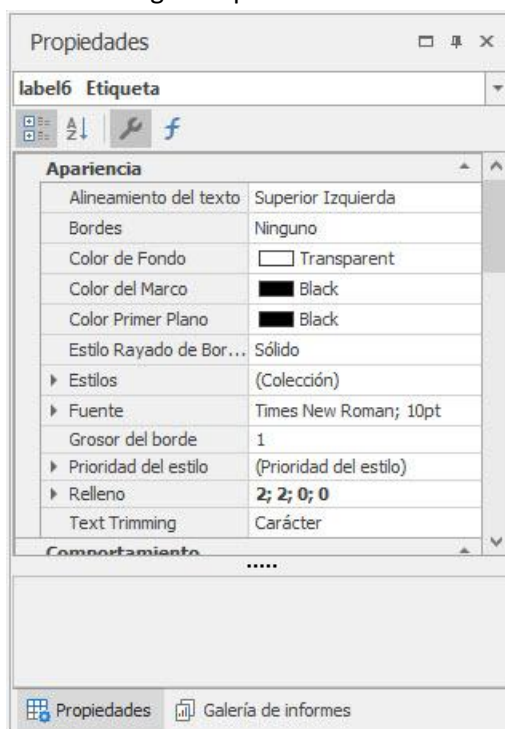 Propiedades
label6 Etiqueta
Apariencia
Alineamiento del texto Superior Izquierda
Bordes Ninguno
Color de Fondo Transparent
Color del Marco Black
Color Primer Plano Black
Estilo Rayado de Bor... Sólido
Estilos (Colección)
Fuente Times New Roman; 10pt
Grosor del borde 1
Prioridad del estilo (Prioridad del estilo)
Relleno 2; 2; 0; 0
Text Trimming Carácter
Comportamiento
Propiedades Galería de informes